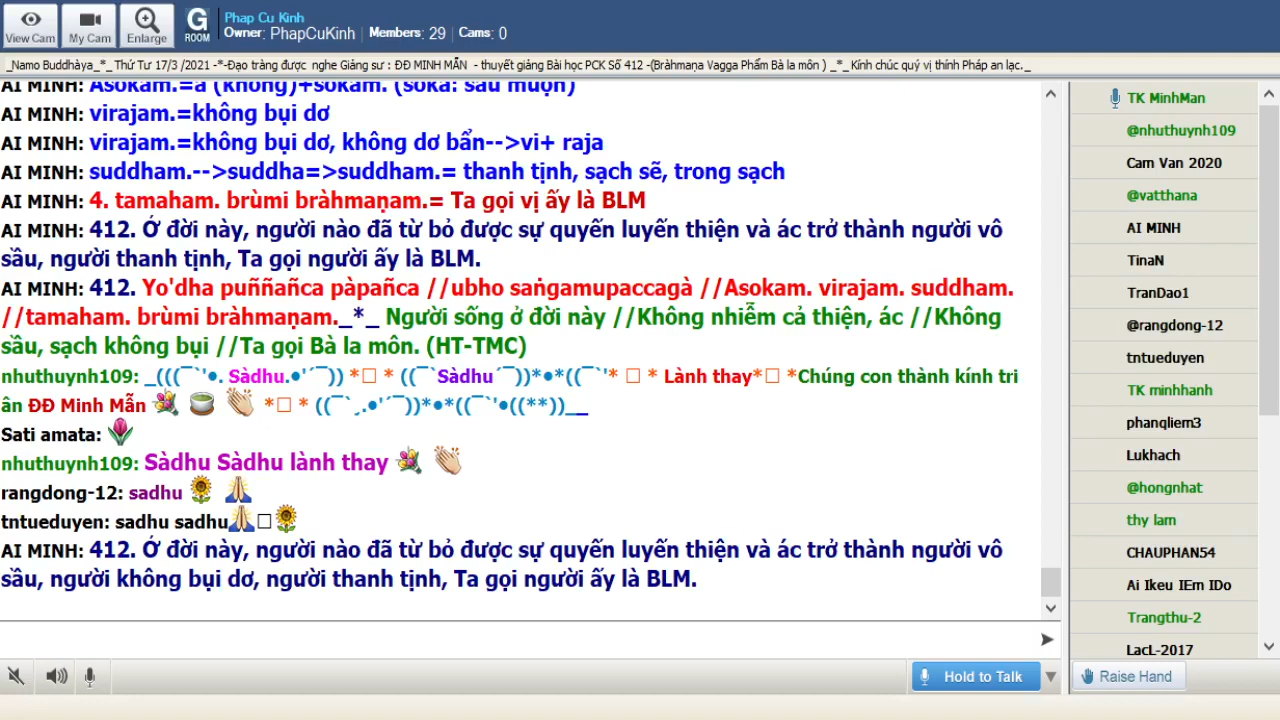 View Cam
My Cam
Enlarge
G
ROOM
Phap Cu Kinh
Owner: PhapCuKinh | Members: 29 | Cams: 0
_Namo Buddhàya_*_ Thứ Tư 17/3 /2021 -*-Đạo tràng được nghe Giảng sư : ĐĐ MINH MẪN - thuyết giảng Bài học PCK Số 412 -(Bràhmaṇa Vagga Phẩm Bà la môn ) _*_ Kính chúc quý vị thính Pháp an lạc._
AI MINH: Asokam.=a (không)+sokam. (soka: sầu muộn)
AI MINH: virajam.=không bụi dơ
AI MINH: virajam.=không bụi dơ, không dơ bẩn-->vi+ raja
AI MINH: suddham.-->suddha=>suddham.= thanh tịnh, sạch sẽ, trong sạch
AI MINH: 4. tamaham. brùmi bràhmaṇam.= Ta gọi vị ấy là BLM
AI MINH: 412. Ớ đời này, người nào đã từ bỏ được sự quyến luyến thiện và ác trở thành người vô
sầu, người thanh tịnh, Ta gọi người ấy là BLM.
AI MINH: 412. Yo'dha puññañca pàpañca //ubho saṅgamupaccagà //Asokam. virajam. suddham.
//tamaham. brùmi bràhmaṇam._*_ Người sống ở đời này //Không nhiễm cả thiện, ác //Không
sầu, sạch không bụi //Ta gọi Bà la môn. (HT-TMC)
nhuthuynh109: _(((¯`'•. Sàdhu.•'´¯)) *□ * ((¯`Sàdhu´¯))*•*((¯`'* □ * Lành thay*□ *Chúng con thành kính tri
ân ĐĐ Minh Mẫn 💐 🍵 👏 *□ * ((¯`¸.•'´¯))*•*((¯`'•((**))__
Sati amata: 🌷
nhuthuynh109: Sàdhu Sàdhu lành thay 💐 👏
rangdong-12: sadhu 🌻 🙏
tntueduyen: sadhu sadhu🙏□🌻
AI MINH: 412. Ớ đời này, người nào đã từ bỏ được sự quyến luyến thiện và ác trở thành người vô
sầu, người không bụi dơ, người thanh tịnh, Ta gọi người ấy là BLM.
Hold to Talk
TK MinhMan
@nhuthuynh109
Cam Van 2020
@vatthana
AI MINH
TinaN
TranDao1
@rangdong-12
tntueduyen
TK minhhanh
phanqliem3
Lukhach
@hongnhat
thy lam
CHAUPHAN54
Ai Ikeu IEm IDo
Trangthu-2
LacL-2017
Raise Hand